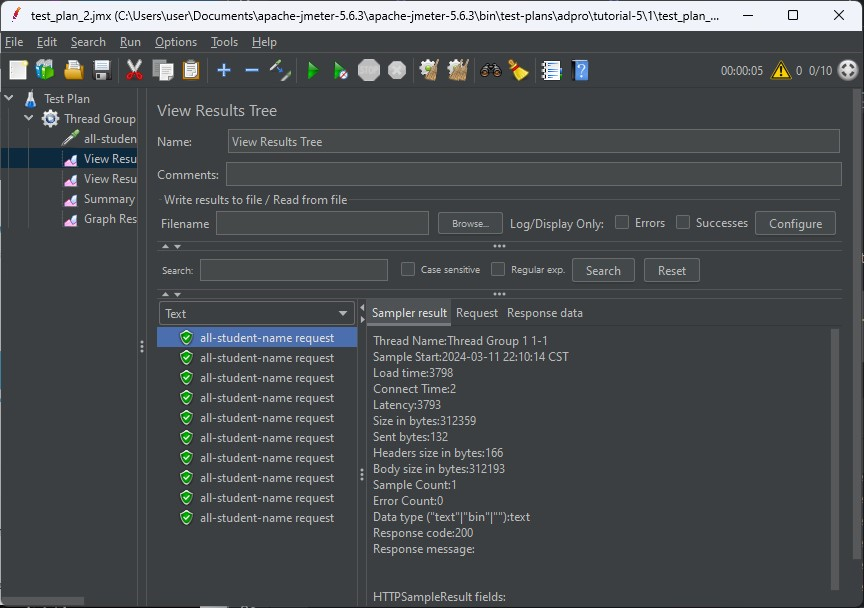 test_plan_2.jmx (C:\Users\user\Documents\apache-jmeter-5.6.3\apache-jmeter-5.6.3\bin\test-plans\adpro\tutorial-5\1\test_plan_...
File Edit Search Run Options Tools Help
00:00:05 0 0/10
Test Plan
Thread Group
all-studen
View Resu
View Resu
Summary
Graph Res
View Results Tree
Name: View Results Tree
Comments:
Write results to file / Read from file
Filename Browse... Log/Display Only: Errors Successes Configure
Search: Case sensitive Regular exp. Search Reset
Text
all-student-name request
all-student-name request
all-student-name request
all-student-name request
all-student-name request
all-student-name request
all-student-name request
all-student-name request
all-student-name request
all-student-name request
Sampler result Request Response data
Thread Name:Thread Group 1 1-1
Sample Start:2024-03-11 22:10:14 CST
Load time:3798
Connect Time:2
Latency:3793
Size in bytes:312359
Sent bytes:132
Headers size in bytes:166
Body size in bytes:312193
Sample Count:1
Error Count:0
Data type ("text"|"bin"|""):text
Response code:200
Response message:
HTTPSampleResult fields: